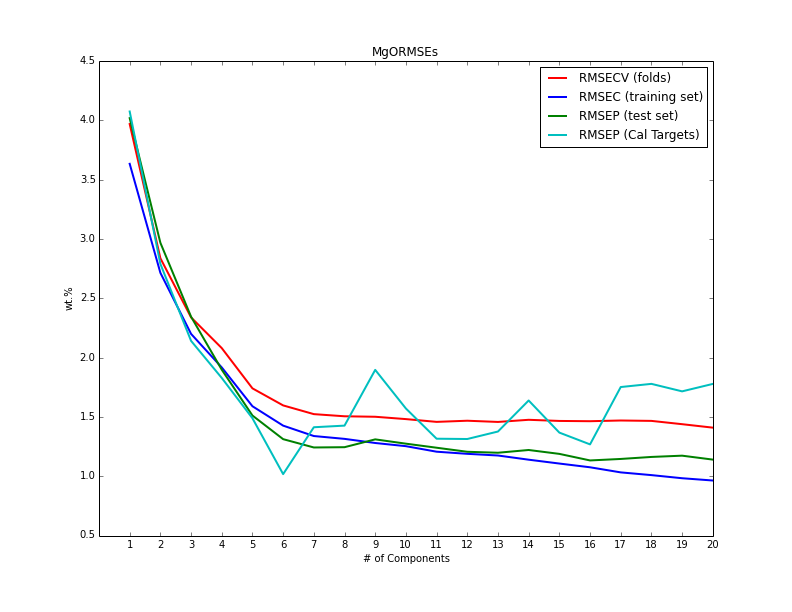 MgORMSEs
4.5
4.0
3.5
3.0
2.5
2.0
1.5
1.0
0.5
wt.%
RMSECV (folds)
RMSEC (training set)
RMSEP (test set)
RMSEP (Cal Targets)
1 2 3 4 5 6 7 8 9 10 11 12 13 14 15 16 17 18 19 20
# of Components